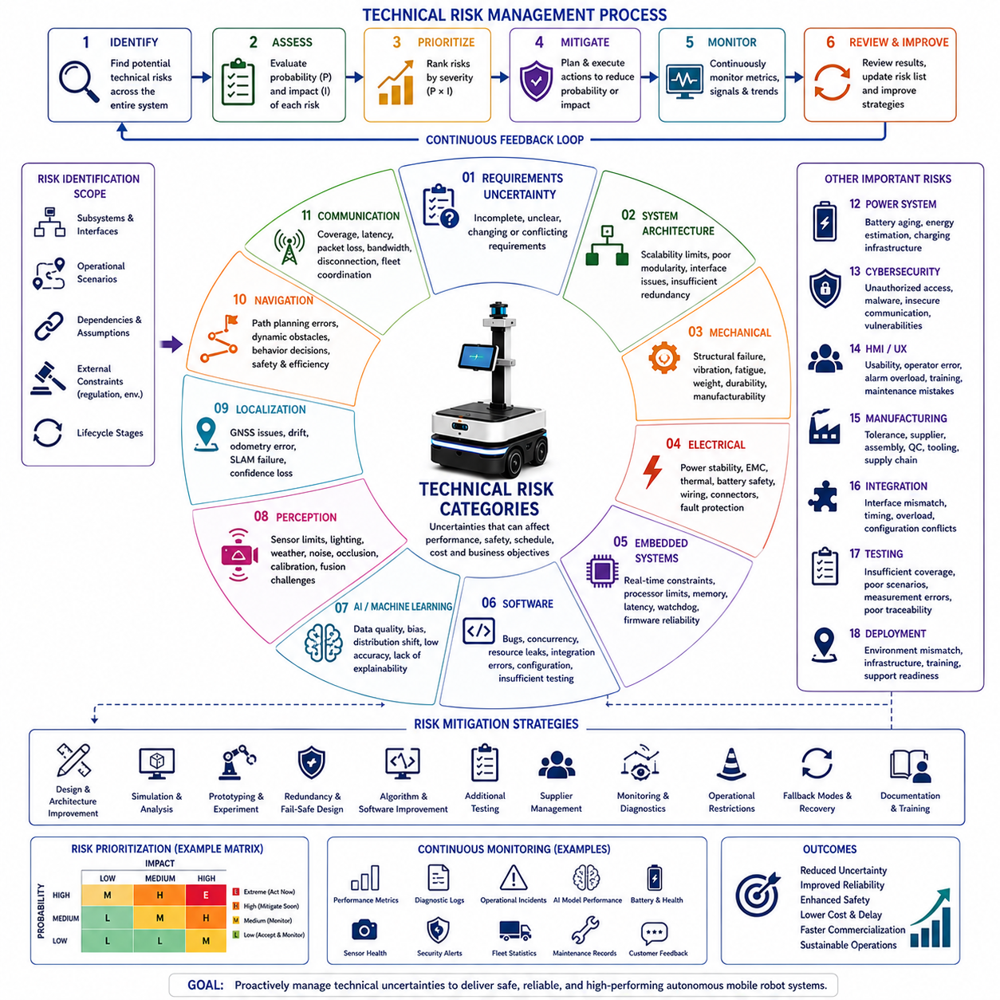 TECHNICAL RISK MANAGEMENT PROCESS
1 IDENTIFY
Find potential
technical risks
across the
entire system
2 ASSESS
Evaluate
probability (P)
and impact (I)
of each risk
3 PRIORITIZE
Rank risks
by severity
(P × I)
4 MITIGATE
Plan & execute
actions to reduce
probability or
impact
5 MONITOR
Continuously
monitor metrics,
signals & trends
6 REVIEW & IMPROVE
Review results,
update risk list
and improve
strategies
CONTINUOUS FEEDBACK LOOP
RISK IDENTIFICATION
SCOPE
Subsystems &
Interfaces
Operational
Scenarios
Dependencies &
Assumptions
External
Constraints
(regulation, env.)
Lifecycle Stages
01 REQUIREMENTS
UNCERTAINTY
Incomplete, unclear,
changing or conflicting
requirements
02 SYSTEM
ARCHITECTURE
Scalability limits, poor
modularity, interface
issues, insufficient
redundancy
03 MECHANICAL
Structural failure,
vibration, fatigue,
weight, durability,
manufacturability
04 ELECTRICAL
Power stability, EMC,
thermal, battery safety,
wiring, connectors,
fault protection
05 EMBEDDED
SYSTEMS
Real-time constraints,
processor limits, memory,
latency, watchdog,
firmware reliability
06 SOFTWARE
Bugs, concurrency,
resource leaks, integration
errors, configuration,
insufficient testing
07 AI / MACHINE LEARNING
Data quality, bias,
distribution shift, low
accuracy, lack of
explainability
08 PERCEPTION
Sensor limits, lighting,
weather, noise, occlusion,
calibration, fusion
challenges
09 LOCALIZATION
GNSS issues, drift,
odometry error,
SLAM failure,
confidence loss
10 NAVIGATION
Path planning errors,
dynamic obstacles,
behavior decisions,
safety & efficiency
11 COMMUNICATION
Coverage, latency,
packet loss, bandwidth,
disconnection, fleet
coordination
TECHNICAL RISK
CATEGORIES
Uncertainties that can affect
performance, safety, schedule,
cost and business objectives
OTHER IMPORTANT RISKS
12 POWER SYSTEM
Battery aging, energy
estimation, charging
infrastructure
13 CYBERSECURITY
Unauthorized access,
malware, insecure
communication,
vulnerabilities
14 HMI / UX
Usability, operator error,
alarm overload, training,
maintenance mistakes
15 MANUFACTURING
Tolerance, supplier,
assembly, QC, tooling,
supply chain
16 INTEGRATION
Interface mismatch,
timing, overload,
configuration conflicts
17 TESTING
Insufficient coverage,
poor scenarios,
measurement errors,
poor traceability
18 DEPLOYMENT
Environment mismatch,
infrastructure, training,
support readiness
RISK MITIGATION STRATEGIES
Design &
Architecture
Improvement
Simulation &
Analysis
Prototyping &
Experiment
Redundancy &
Fail-Safe Design
Algorithm &
Software Improvement
Additional
Testing
Supplier
Management
Monitoring &
Diagnostics
Operational
Restrictions
Fallback Modes &
Recovery
Documentation
& Training
RISK PRIORITIZATION (EXAMPLE MATRIX)
IMPACT
LOW MEDIUM HIGH
PROBABILITY
HIGH M H E
MEDIUM L M H
LOW L L M
E Extreme (Act Now)
H High (Mitigate Soon)
M Medium (Monitor)
L Low (Accept & Monitor)
CONTINUOUS MONITORING (EXAMPLES)
Performance Metrics
Diagnostic Logs
Operational Incidents
AI Model Performance
Battery & Health
Sensor Health
Security Alerts
Fleet Statistics
Maintenance Records
Customer Feedback
OUTCOMES
Reduced Uncertainty
Improved Reliability
Enhanced Safety
Lower Cost & Delay
Faster Commercialization
Sustainable Operations
GOAL: Proactively manage technical uncertainties to deliver safe, reliable, and high-performing autonomous mobile robot systems.